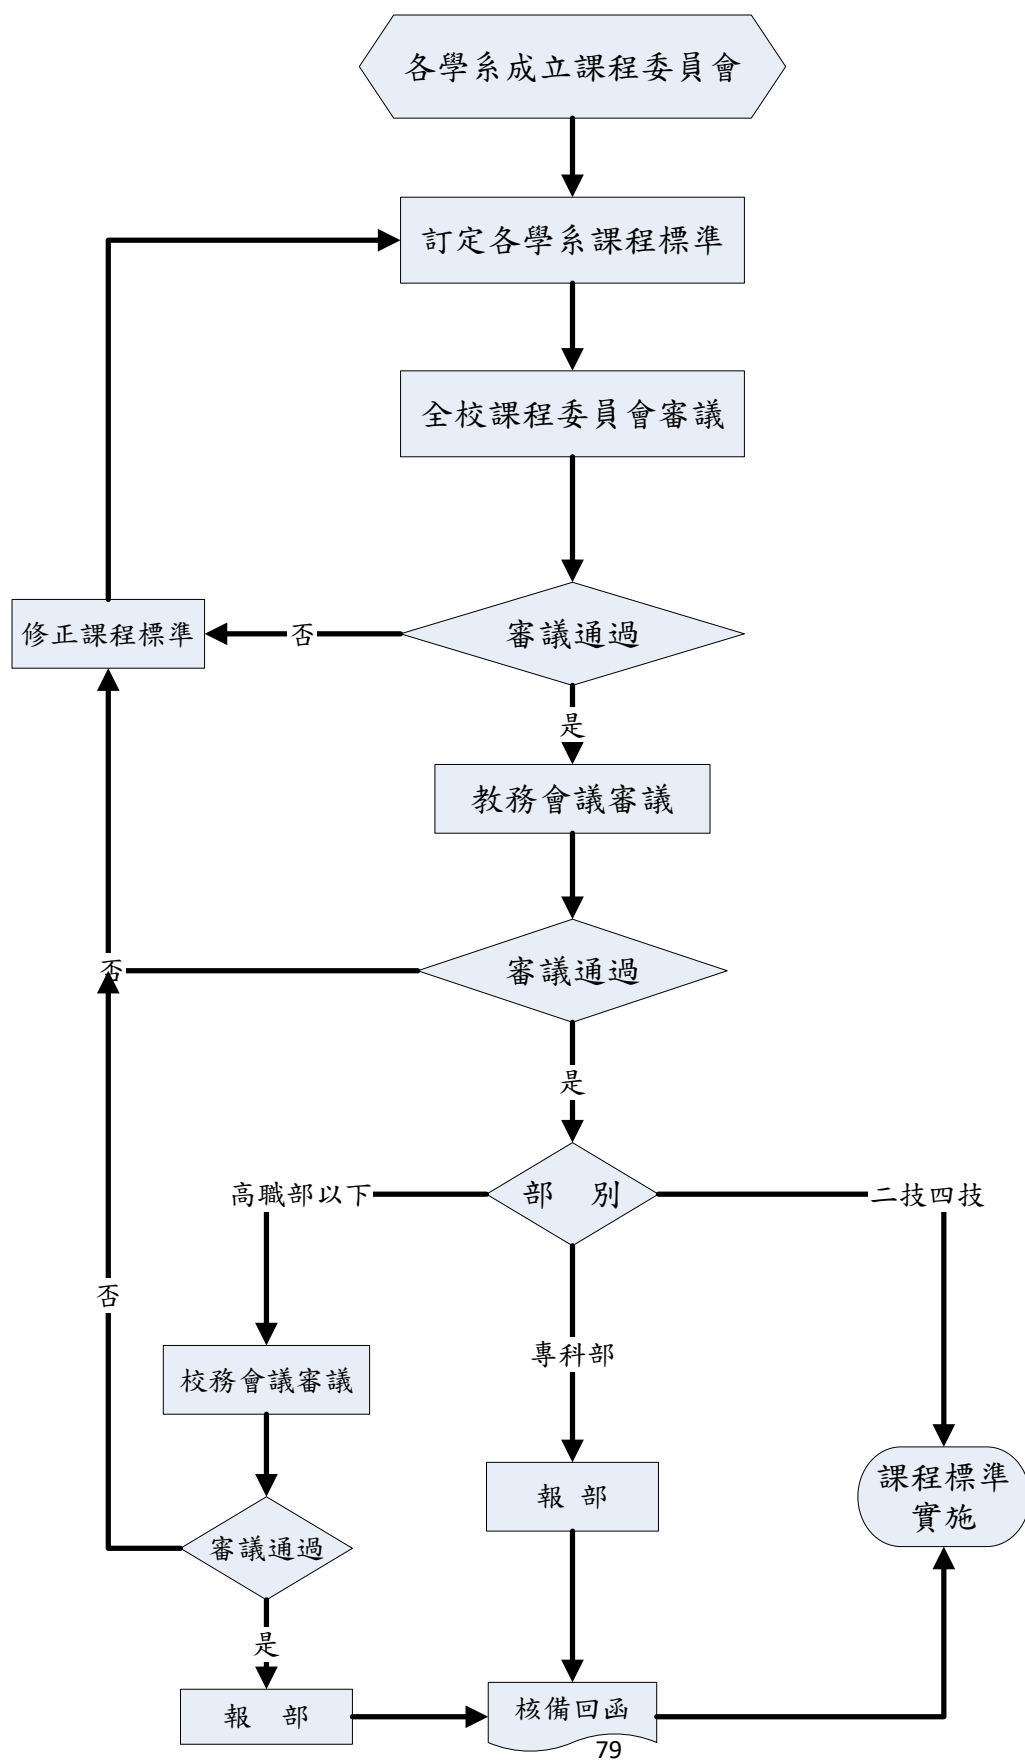 各學系成立課程委員會
訂定各學系課程標準
全校課程委員會審議
修正課程標準
否
審議通過
是
教務會議審議
否
審議通過
是
高職部以下
部 別
二技四技
否
專科部
校務會議審議
課程標準
實施
報 部
審議通過
是
報 部
核備回函
79